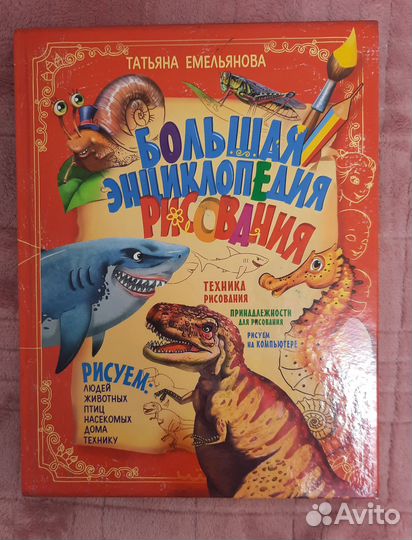 ТАТЬЯНА ЕМЕЛЬЯНОВА
БОЛЬШАЯ
ЭНЦИКЛОПЕДИЯ
РИСОВАНИЯ
ТЕХНИКА
РИСОВАНИЯ
ПРИНАДЛЕЖНОСТИ
ДЛЯ РИСОВАНИЯ
РИСУЕМ
НА КОМПЬЮТЕРЕ
РИСУЕМ:
ЛЮДЕЙ
ЖИВОТНЫХ
ПТИЦ
НАСЕКОМЫХ
ДОМА
ТЕХНИКУ
Avito